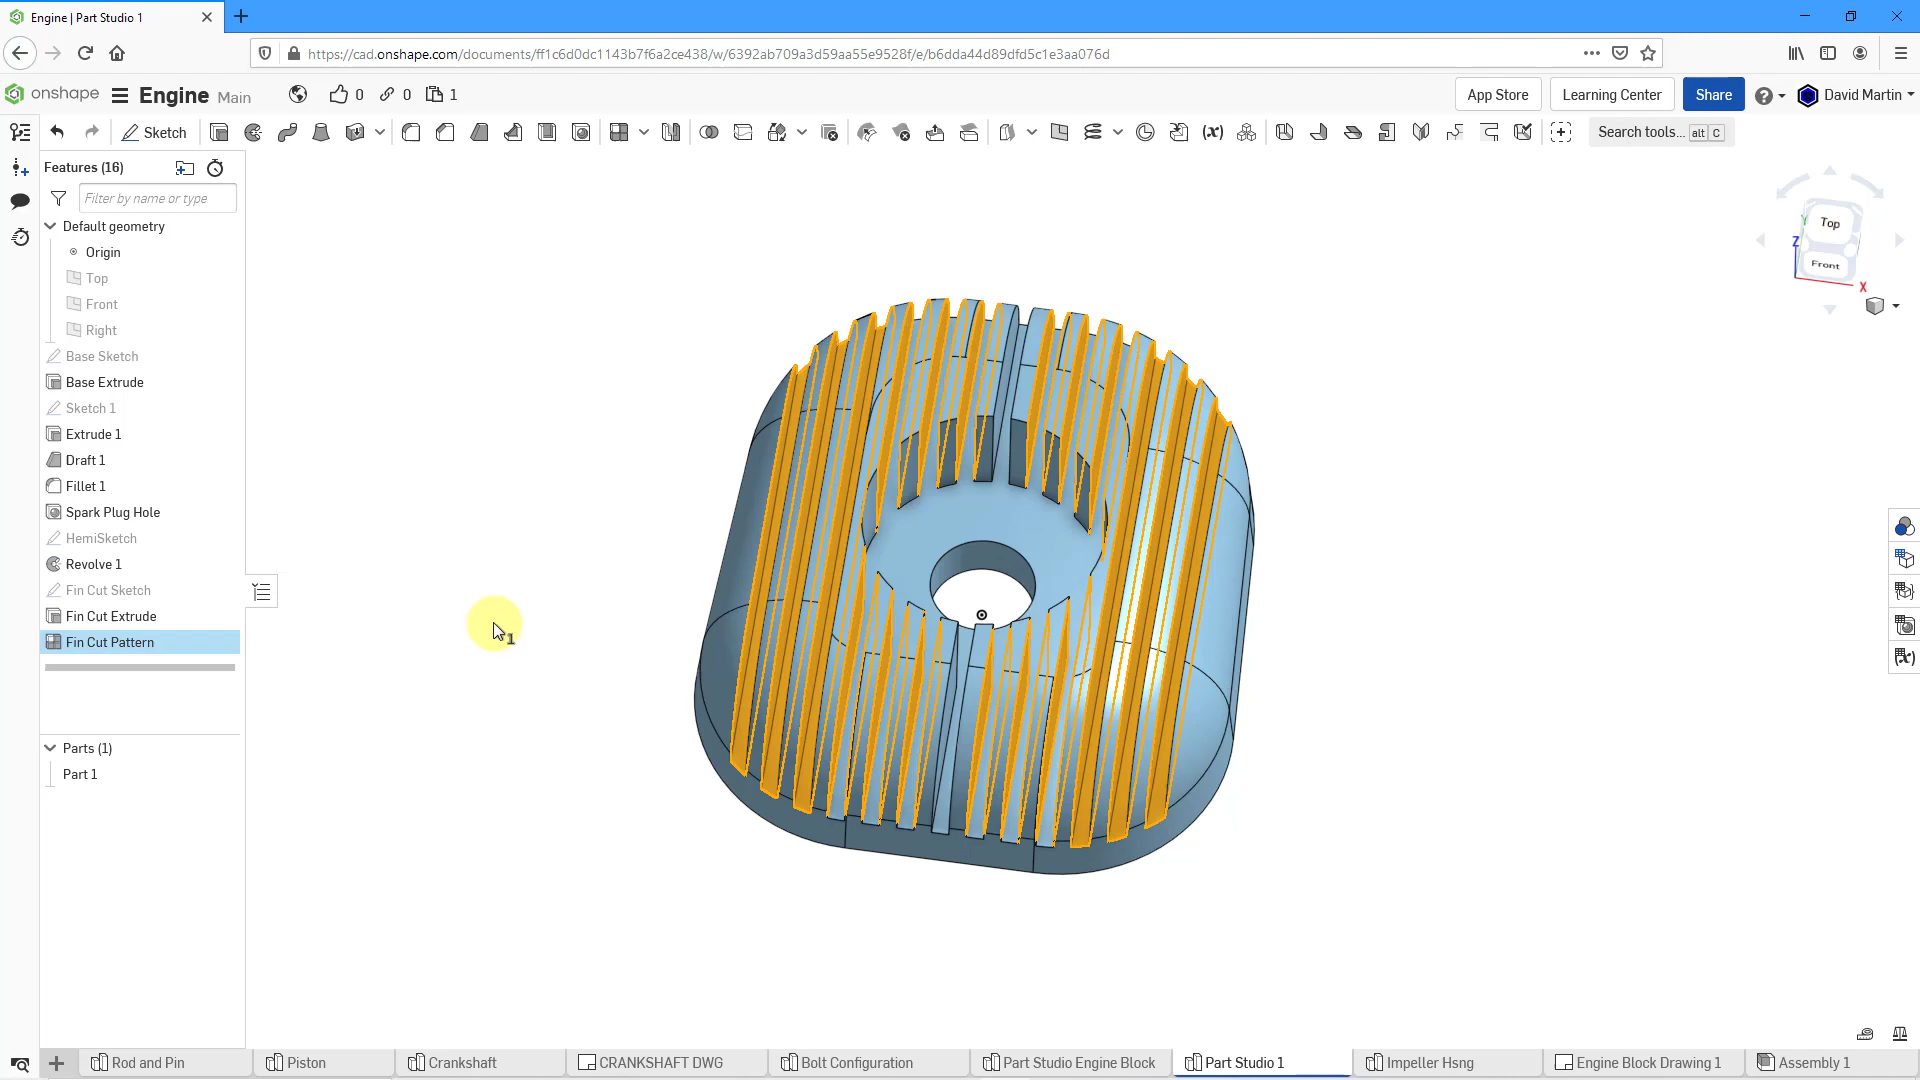 Engine | Part Studio 1
https://cad.onshape.com/documents/ff1c6d0dc1143b7f6a2ce438/w/6392ab709a3d59aa55e9528f/e/b6dda44d89dfd5c1e3aa076d
onshape Engine Main 0 0 1 App Store Learning Center Share David Martin
Sketch Search tools... alt C
Features (16)
Filter by name or type
Default geometry
Origin
Top
Front
Right
Base Sketch
Base Extrude
Sketch 1
Extrude 1
Draft 1
Fillet 1
Spark Plug Hole
HemiSketch
Revolve 1
Fin Cut Sketch
Fin Cut Extrude
Fin Cut Pattern
Parts (1)
Part 1
1
Top
Front
Y
Z
X
Rod and Pin Piston Crankshaft CRANKSHAFT DWG Bolt Configuration Part Studio Engine Block Part Studio 1 Impeller Hsng Engine Block Drawing 1 Assembly 1